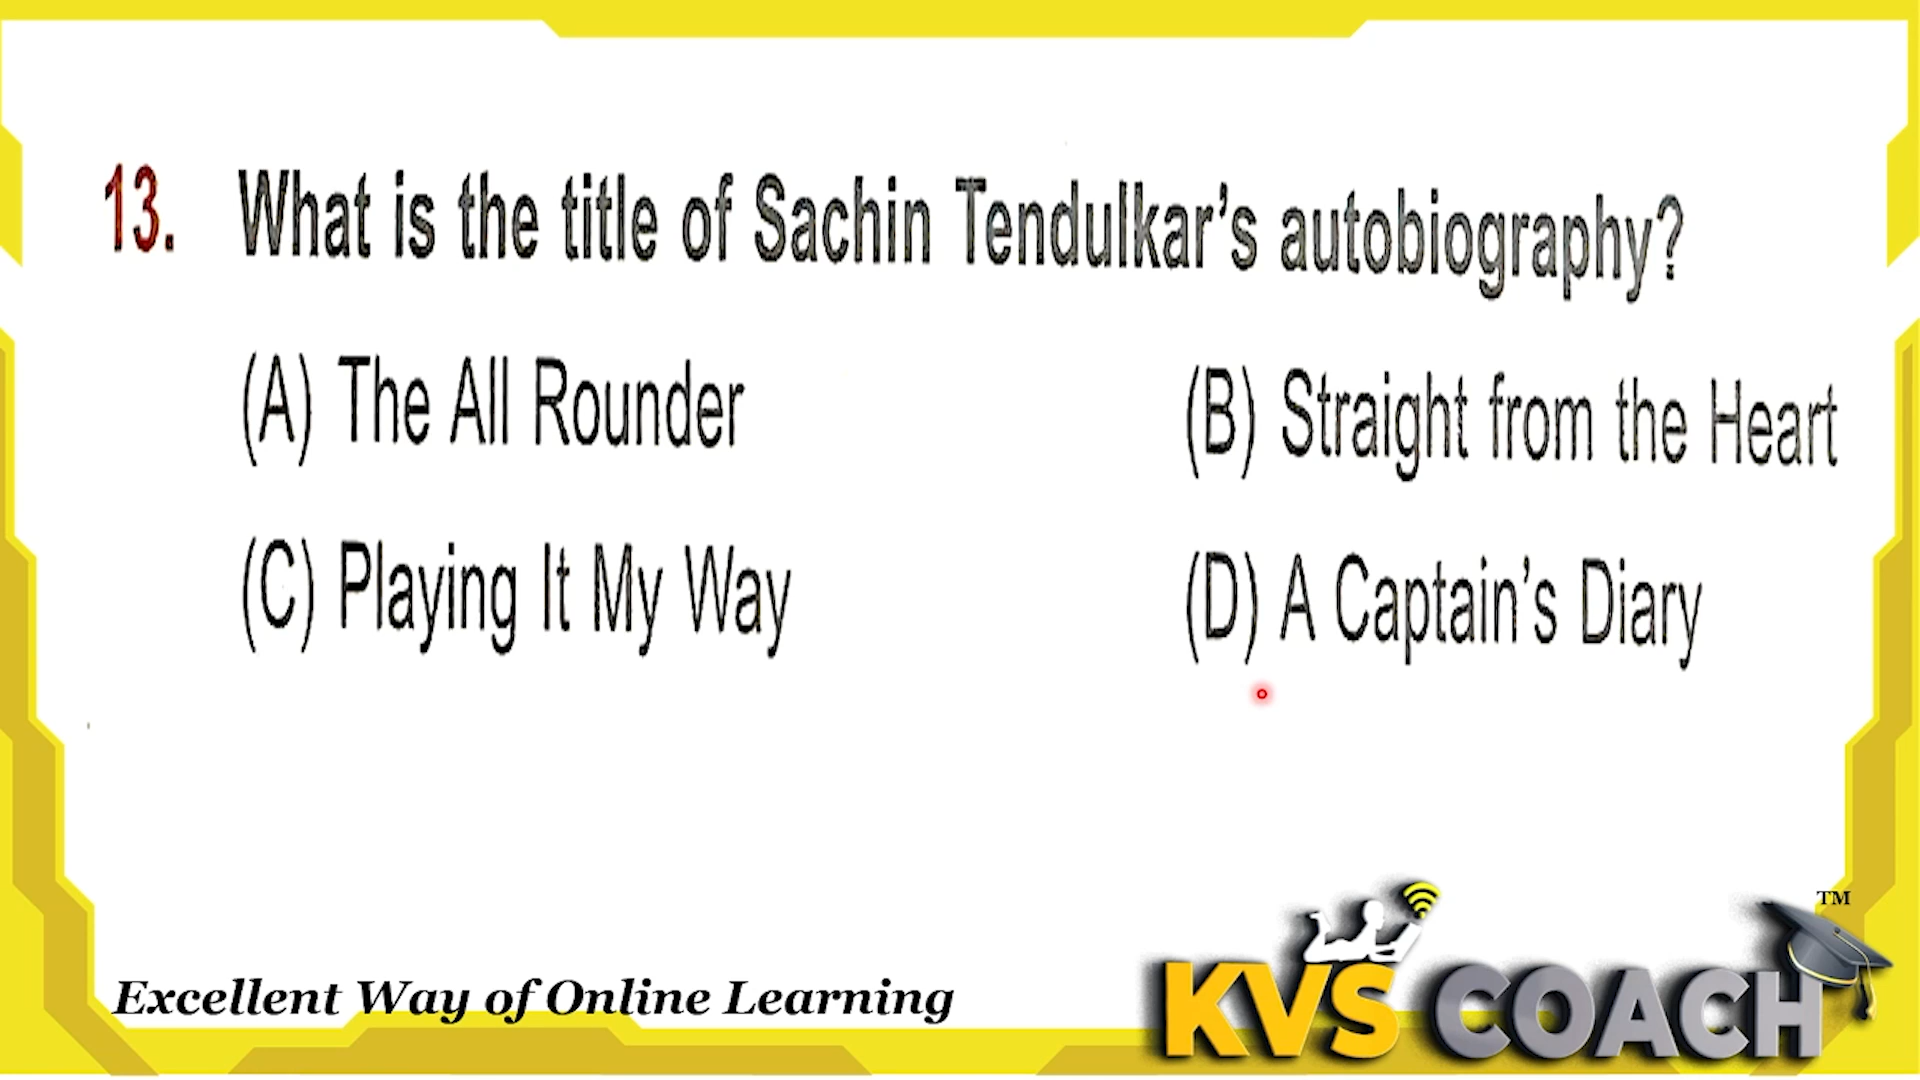 13. What is the title of Sachin Tendulkar's autobiography?
(A) The All Rounder (B) Straight from the Heart
(C) Playing It My Way (D) A Captain's Diary
Excellent Way of Online Learning
KVS COACH TM